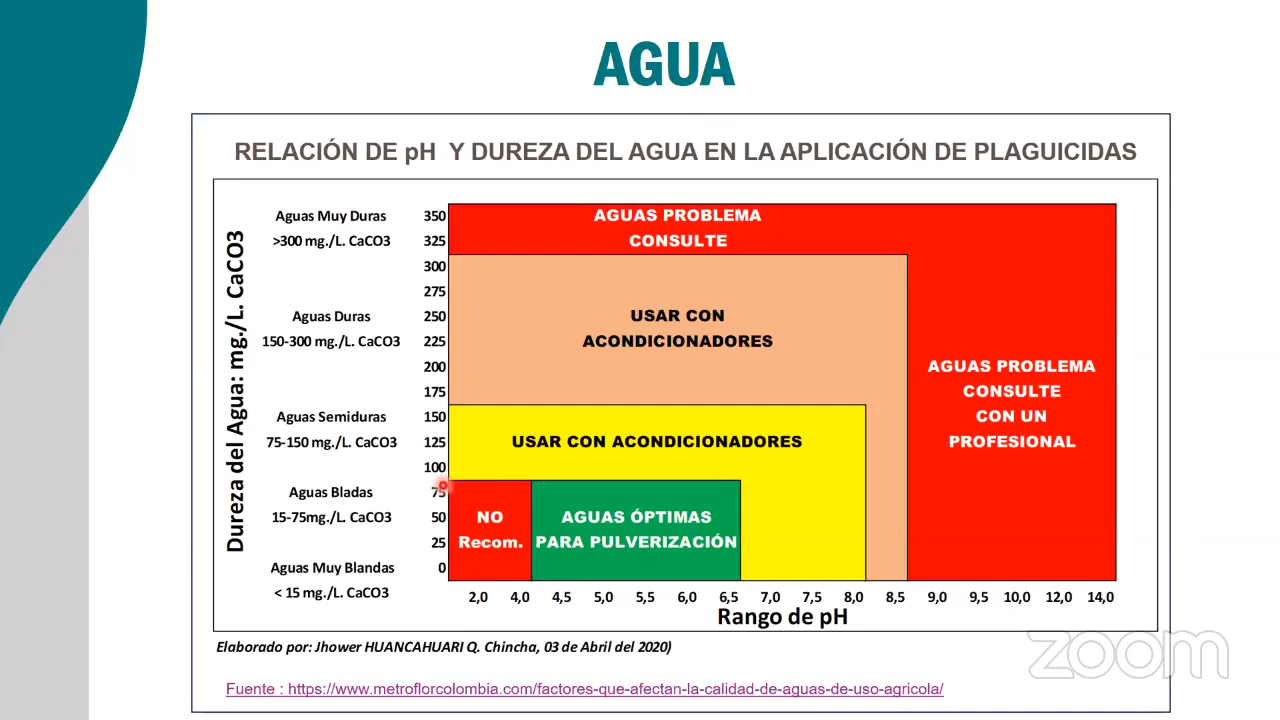 AGUA
RELACIÓN DE pH Y DUREZA DEL AGUA EN LA APLICACIÓN DE PLAGUICIDAS
Dureza del Agua: mg./L. CaCO3
Aguas Muy Duras
>300 mg./L. CaCO3
Aguas Duras
150-300 mg./L. CaCO3
Aguas Semiduras
75-150 mg./L. CaCO3
Aguas Bladas
15-75mg./L. CaCO3
Aguas Muy Blandas
< 15 mg./L. CaCO3
350
325
300
275
250
225
200
175
150
125
100
75
50
25
0
AGUAS PROBLEMA
CONSULTE
USAR CON
ACONDICIONADORES
AGUAS PROBLEMA
CONSULTE
CON UN
PROFESIONAL
USAR CON ACONDICIONADORES
NO
Recom.
AGUAS ÓPTIMAS
PARA PULVERIZACIÓN
2,0 4,0 4,5 5,0 5,5 6,0 6,5 7,0 7,5 8,0 8,5 9,0 9,5 10,0 12,0 14,0
Rango de pH
Elaborado por: Jhower HUANCAHUARI Q. Chincha, 03 de Abril del 2020)
Fuente : https://www.metroflorcolombia.com/factores-que-afectan-la-calidad-de-aguas-de-uso-agricola/
zoom